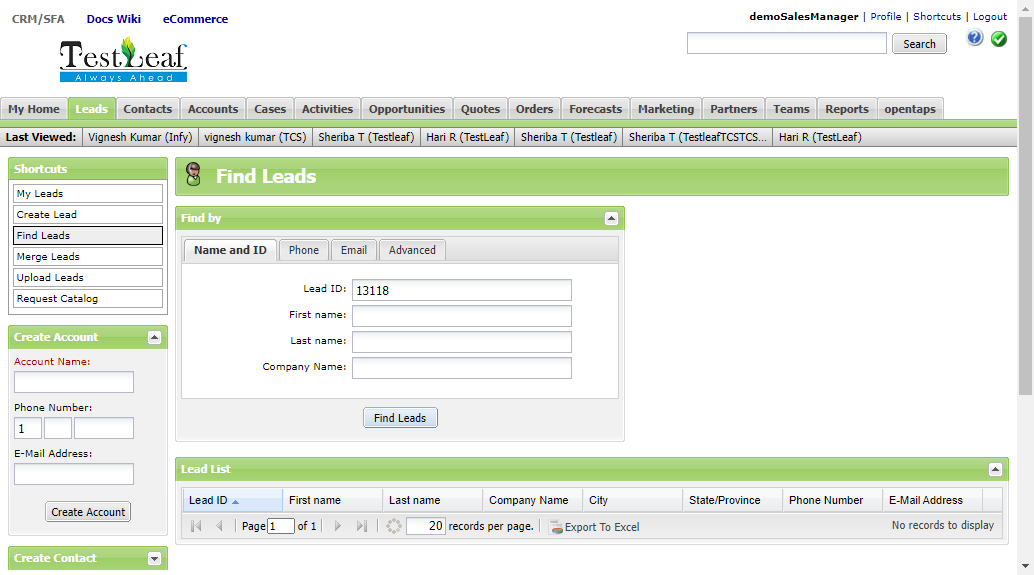 CRM/SFA Docs Wiki eCommerce
demoSalesManager | Profile | Shortcuts | Logout
Search
TestLeaf
Always Ahead
My Home Leads Contacts Accounts Cases Activities Opportunities Quotes Orders Forecasts Marketing Partners Teams Reports opentaps
Last Viewed: Vignesh Kumar (Infy) vignesh kumar (TCS) Sheriba T (Testleaf) Hari R (TestLeaf) Sheriba T (Testleaf) Sheriba T (TestleafTCSTCS... Hari R (TestLeaf)
Shortcuts
My Leads
Create Lead
Find Leads
Merge Leads
Upload Leads
Request Catalog
Create Account
Account Name:
Phone Number:
1
E-Mail Address:
Create Account
Create Contact
Find Leads
Find by
Name and ID Phone Email Advanced
Lead ID: 13118
First name:
Last name:
Company Name:
Find Leads
Lead List
Lead ID First name Last name Company Name City State/Province Phone Number E-Mail Address
Page 1 of 1 20 records per page. Export To Excel No records to display